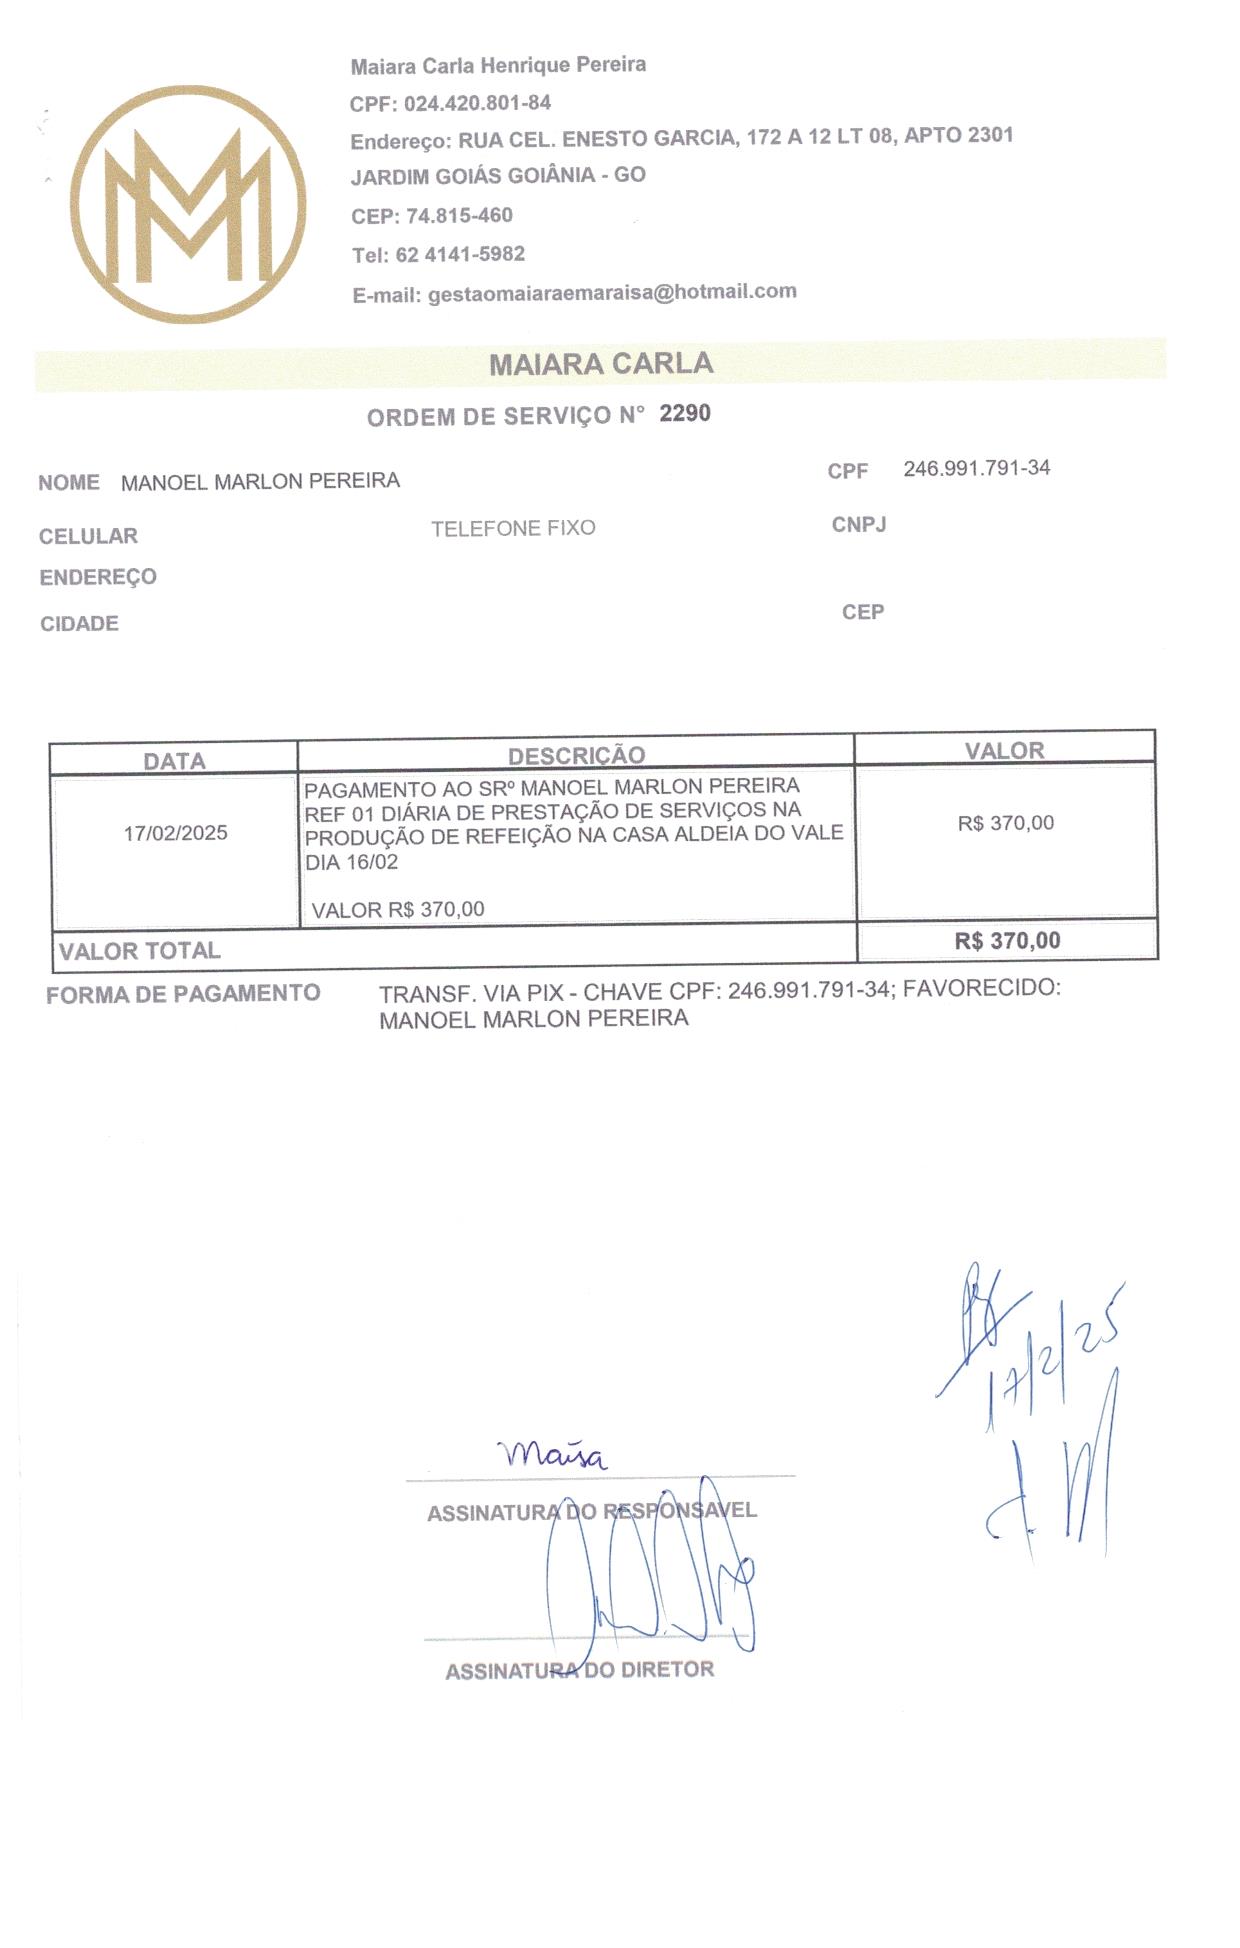 Maiara Carla Henrique Pereira
CPF: 024.420.801-84
Endereço: RUA CEL. ENESTO GARCIA, 172 A 12 LT 08, APTO 2301
JARDIM GOIÁS GOIÂNIA - GO
CEP: 74.815-460
Tel: 62 4141-5982
E-mail: gestaomaiaraemaraisa@hotmail.com
MAIARA CARLA
ORDEM DE SERVIÇO N° 2290
NOME MANOEL MARLON PEREIRA CPF 246.991.791-34
CELULAR TELEFONE FIXO CNPJ
ENDEREÇO
CIDADE CEP
DATA DESCRIÇÃO VALOR
PAGAMENTO AO SRº MANOEL MARLON PEREIRA
REF 01 DIÁRIA DE PRESTAÇÃO DE SERVIÇOS NA
17/02/2025 PRODUÇÃO DE REFEIÇÃO NA CASA ALDEIA DO VALE R$ 370,00
DIA 16/02
VALOR R$ 370,00
VALOR TOTAL R$ 370,00
FORMA DE PAGAMENTO TRANSF. VIA PIX - CHAVE CPF: 246.991.791-34; FAVORECIDO:
MANOEL MARLON PEREIRA
17/2/25
Maísa
ASSINATURA DO RESPONSAVEL
ASSINATURA DO DIRETOR